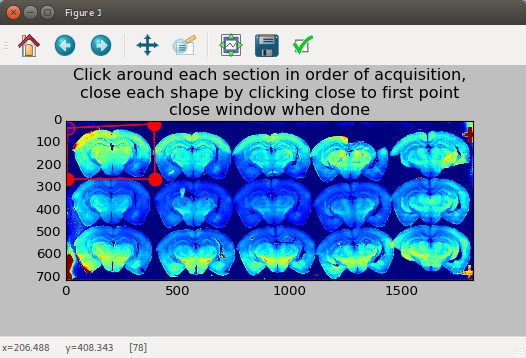 Figure 1
Click around each section in order of acquisition,
close each shape by clicking close to first point
close window when done
0
100
200
300
400
500
600
700
0
500
1000
1500
x=206.488 y=408.343 [78]